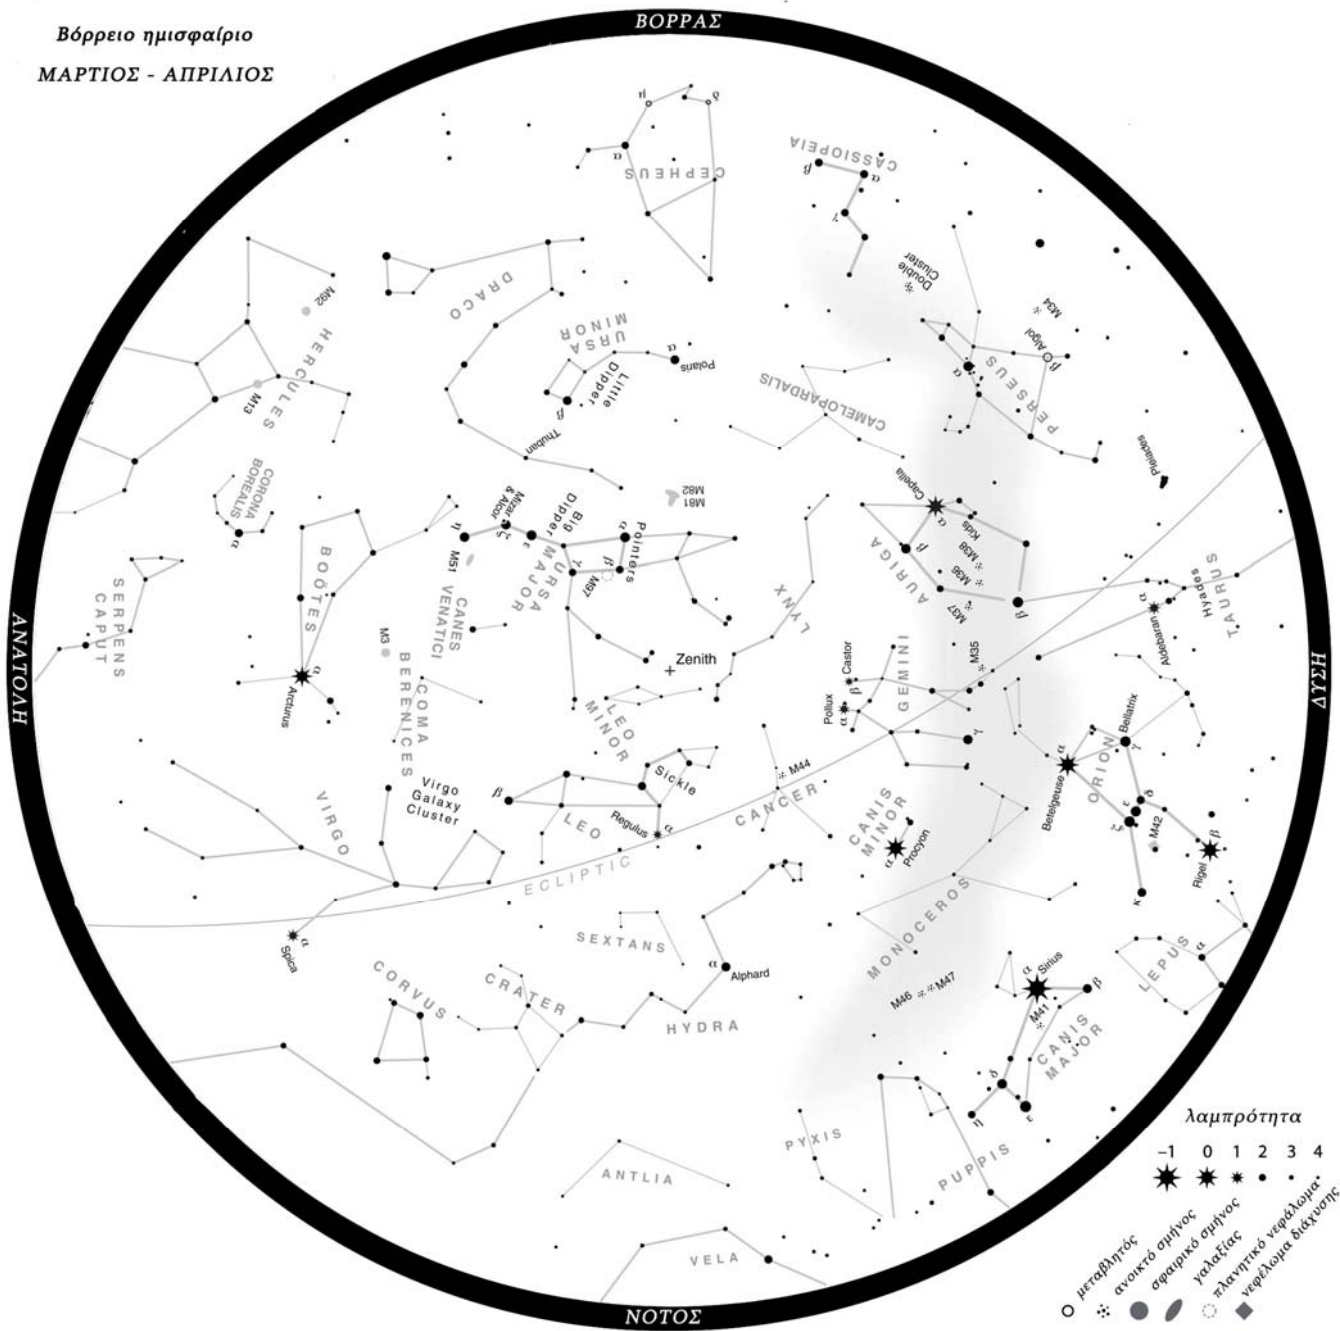 Βόρρειο ημισφαίριο
ΜΑΡΤΙΟΣ - ΑΠΡΙΛΙΟΣ
ΒΟΡΡΑΣ
μ
δ
α
CEPHEUS
CASSIOPEIA
β
α
γ
Double
Cluster
M34
Algol
β
α
PERSEUS
DRACO
URSA
MINOR
α
Polaris
Little
Dipper
β
CAMELOPARDALIS
M92
HERCULES
M13
Thuban
Pleiades
CORONA
BOREALIS
α
M81
M82
Capella
α
Kids
Mizar
& Alcor
Big
Dipper
η
ζ
ε
α
Pointers
β
γ
M97
M51
URSA
MAJOR
BOÖTES
β
M38
M36
M37
AURIGA
β
Hyades
TAURUS
α
Aldebaran
SERPENS
CAPUT
CANES
VENATICI
M3
LYNX
ΑΝΑΤΟΛΗ
ΔΥΣΗ
α
Arcturus
COMA
BERENICES
Zenith
Castor
β
Pollux
α
GEMINI
M35
γ
LEO
MINOR
Bellatrix
γ
α
Betelgeuse
ORION
δ
ε
ζ
M42
β
Rigel
κ
Sickle
M44
CANCER
β
LEO
Regulus
α
Virgo
Galaxy
Cluster
VIRGO
CANIS
MINOR
α
Procyon
ECLIPTIC
MONOCEROS
α
Spica
SEXTANS
α
Alphard
CORVUS
CRATER
HYDRA
M46
M47
α
Sirius
β
M41
CANIS
MAJOR
δ
η
ε
α
LEPUS
PYXIS
PUPPIS
ANTLIA
VELA
ΝΟΤΟΣ
λαμπρότητα
−1 0 1 2 3 4
μεταβλητός
ανοικτό σμήνος
σφαιρικό σμήνος
γαλαξίας
πλανητικό νεφάλωμα
νεφέλωμα διάχυσης